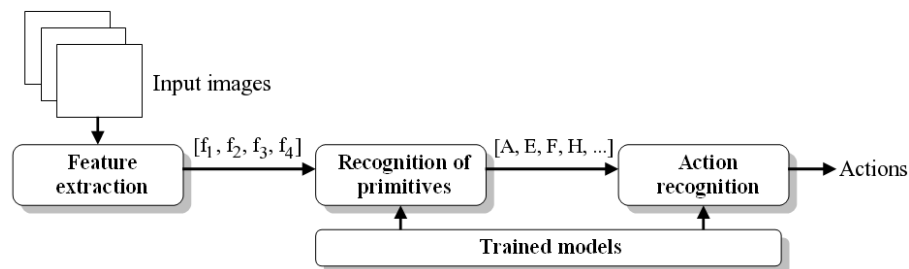 Input images
[f₁, f₂, f₃, f₄]
[A, E, F, H, ...]
Feature
extraction
Recognition of
primitives
Action
recognition
Actions
Trained models